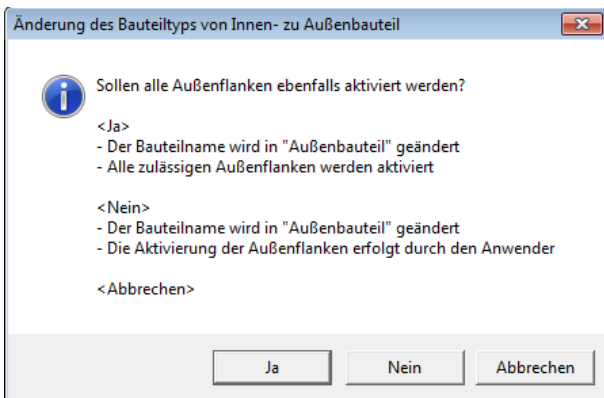 Änderung des Bauteiltyps von Innen- zu Außenbauteil
Sollen alle Außenflanken ebenfalls aktiviert werden?
<Ja>
- Der Bauteilname wird in "Außenbauteil" geändert
- Alle zulässigen Außenflanken werden aktiviert
<Nein>
- Der Bauteilname wird in "Außenbauteil" geändert
- Die Aktivierung der Außenflanken erfolgt durch den Anwender
<Abbrechen>
Ja Nein Abbrechen